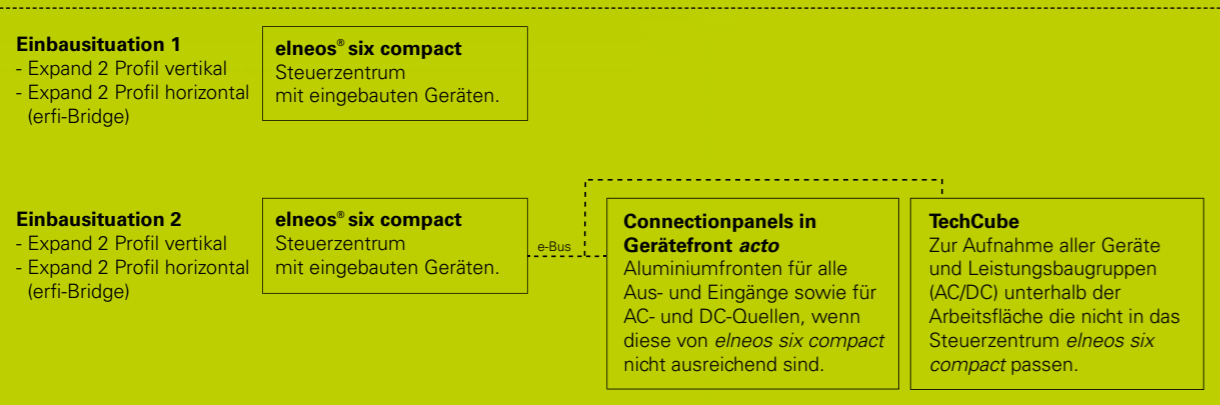 Einbausituation 1
- Expand 2 Profil vertikal
- Expand 2 Profil horizontal
(erfi-Bridge)
elneos® six compact
Steuerzentrum
mit eingebauten Geräten.
Einbausituation 2
- Expand 2 Profil vertikal
- Expand 2 Profil horizontal
(erfi-Bridge)
elneos® six compact
Steuerzentrum
mit eingebauten Geräten.
e-Bus
Connectionpanels in
Gerätefront acto
Aluminiumfronten für alle
Aus- und Eingänge sowie für
AC- und DC-Quellen, wenn
diese von elneos six compact
nicht ausreichend sind.
TechCube
Zur Aufnahme aller Geräte
und Leistungsbaugruppen
(AC/DC) unterhalb der
Arbeitsfläche die nicht in das
Steuerzentrum elneos six
compact passen.